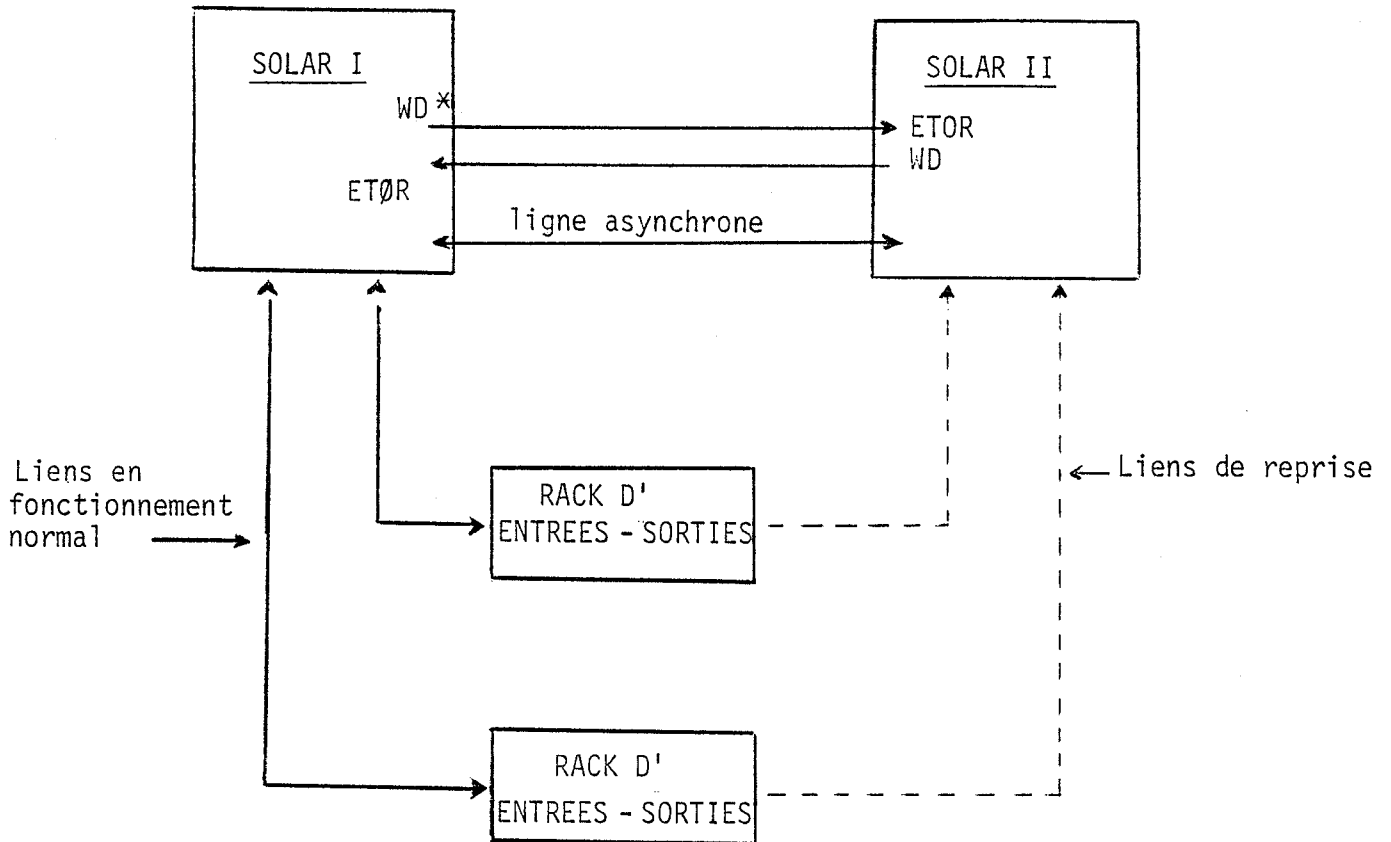 SOLAR I
SOLAR II
WD*
ETOR
WD
ETØR
ligne asynchrone
Liens en
fonctionnement
normal
Liens de reprise
RACK D'
ENTREES - SORTIES
RACK D'
ENTREES - SORTIES